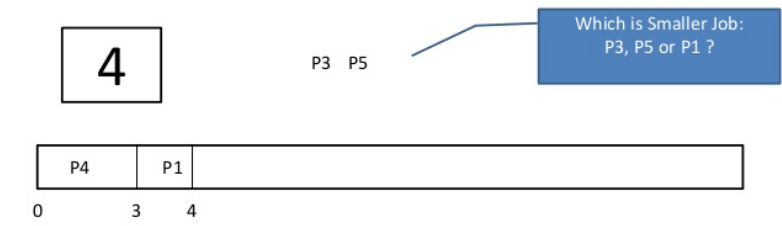 Which is Smaller Job:
P3, P5 or P1 ?
4
P3 P5
P4 P1
0 3 4